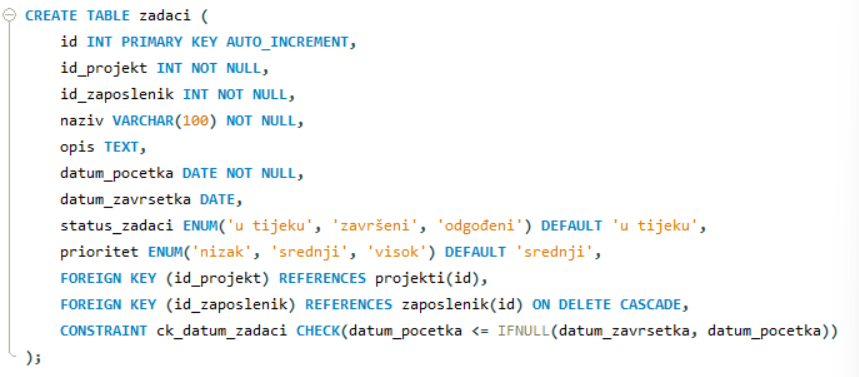 CREATE TABLE zadaci (
    id INT PRIMARY KEY AUTO_INCREMENT,
    id_projekt INT NOT NULL,
    id_zaposlenik INT NOT NULL,
    naziv VARCHAR(100) NOT NULL,
    opis TEXT,
    datum_pocetka DATE NOT NULL,
    datum_zavrsetka DATE,
    status_zadaci ENUM('u tijeku', 'završeni', 'odgođeni') DEFAULT 'u tijeku',
    prioritet ENUM('nizak', 'srednji', 'visok') DEFAULT 'srednji',
    FOREIGN KEY (id_projekt) REFERENCES projekti(id),
    FOREIGN KEY (id_zaposlenik) REFERENCES zaposlenik(id) ON DELETE CASCADE,
    CONSTRAINT ck_datum_zadaci CHECK(datum_pocetka <= IFNULL(datum_zavrsetka, datum_pocetka))
);